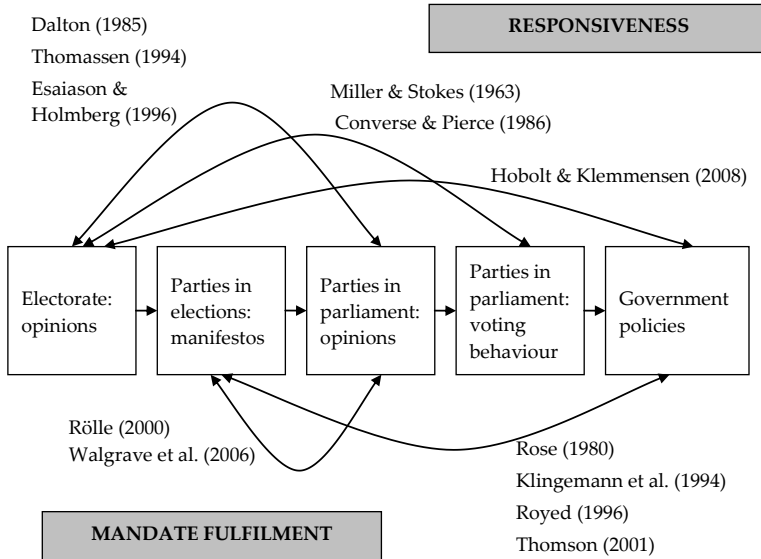 Dalton (1985)
Thomassen (1994)
Esaiason &
Holmberg (1996)
RESPONSIVENESS
Miller & Stokes (1963)
Converse & Pierce (1986)
Hobolt & Klemmensen (2008)
Electorate:
opinions
Parties in
elections:
manifestos
Parties in
parliament:
opinions
Parties in
parliament:
voting
behaviour
Government
policies
Rölle (2000)
Walgrave et al. (2006)
Rose (1980)
Klingemann et al. (1994)
Royed (1996)
Thomson (2001)
MANDATE FULFILMENT